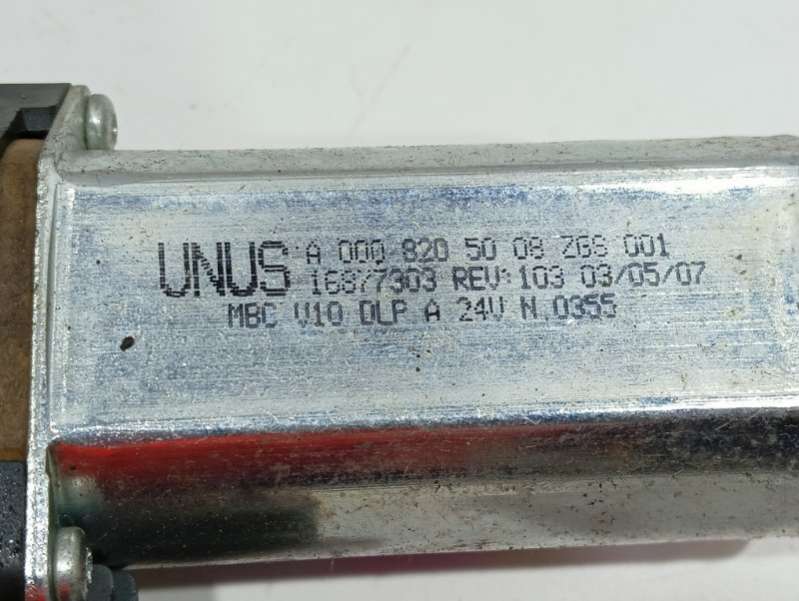 UNUS A 000 820 50 08 ZGS 001
16877303 REV:103 03/05/07
MBC V10 DLP A 24V N.0355